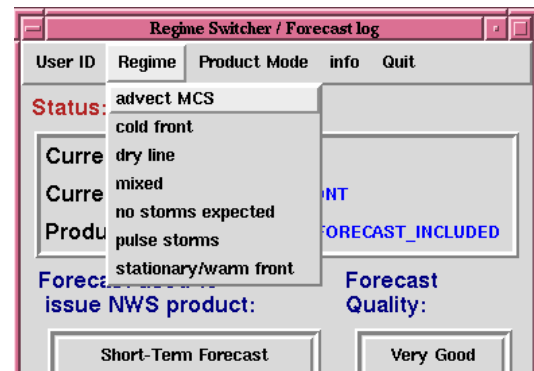 Regime Switcher / Forecast log
User ID Regime Product Mode info Quit
Status:
advect MCS
cold front
dry line
mixed
no storms expected
pulse storms
stationary/warm front
Curre
Curre NT
Produ FORECAST_INCLUDED
Forecast
issue NWS product:
Forecast
Quality:
Short-Term Forecast
Very Good